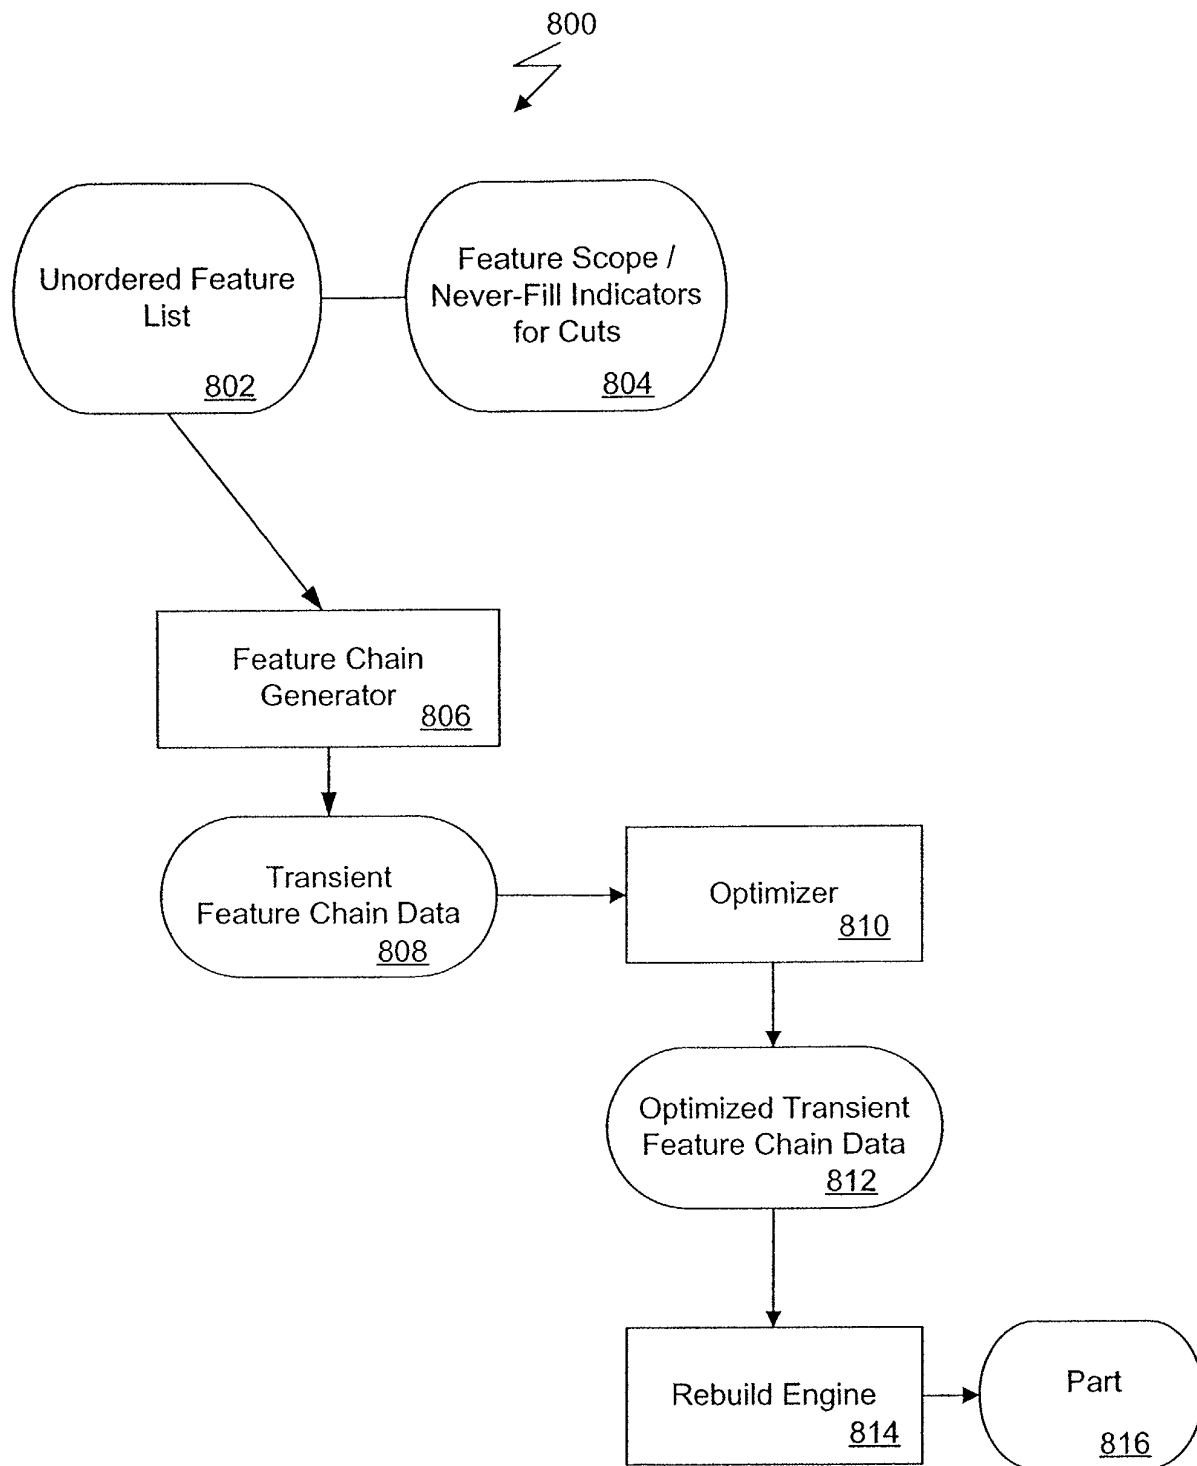 800
Unordered Feature
List
802
Feature Scope /
Never-Fill Indicators
for Cuts
804
Feature Chain
Generator
806
Transient
Feature Chain Data
808
Optimizer
810
Optimized Transient
Feature Chain Data
812
Rebuild Engine
814
Part
816